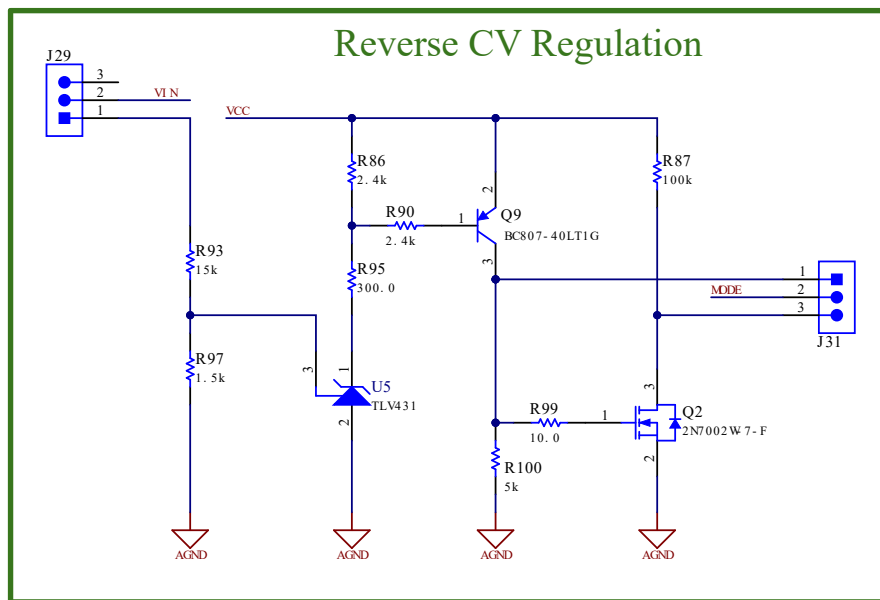 Reverse CV Regulation
J29
3
2
1
VIN
VCC
R86
2.4k
R87
100k
R90
2.4k
1
2
Q9
BC807-40LT1G
3
R93
15k
R95
300.0
1
MODE
2
3
J31
R97
1.5k
3
1
U5
TLV431
2
R99
10.0
1
3
Q2
2N7002W-7-F
2
R100
5k
AGND
AGND
AGND
AGND